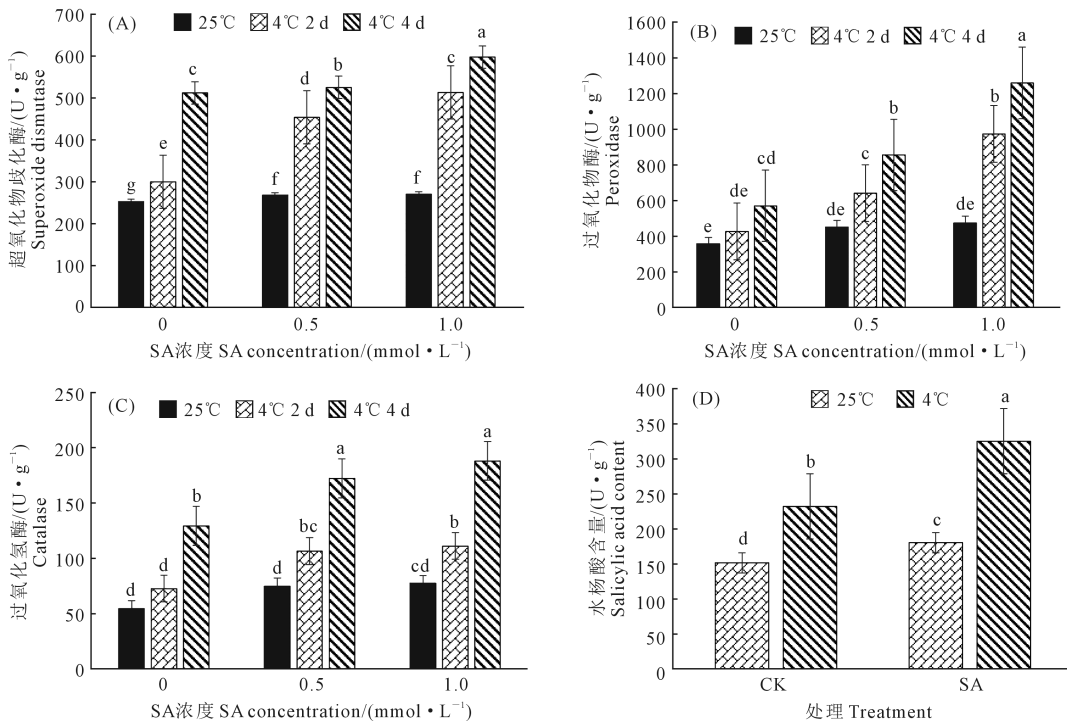 (A)
25℃ 4℃ 2 d 4℃ 4 d
超氧化物歧化酶/(U·g⁻¹)
Superoxide dismutase
700
600
500
400
300
200
100
0
g e c
f d b
f c a
0 0.5 1.0
SA浓度 SA concentration/(mmol·L⁻¹)
(B)
25℃ 4℃ 2 d 4℃ 4 d
过氧化物酶/(U·g⁻¹)
Peroxidase
1600
1400
1200
1000
800
600
400
200
0
e de cd
de c b
de b a
0 0.5 1.0
SA浓度 SA concentration/(mmol·L⁻¹)
(C)
25℃ 4℃ 2 d 4℃ 4 d
过氧化氢酶/(U·g⁻¹)
Catalase
250
200
150
100
50
0
d d b
d bc a
cd b a
0 0.5 1.0
SA浓度 SA concentration/(mmol·L⁻¹)
(D)
25℃ 4℃
水杨酸含量/(U·g⁻¹)
Salicylic acid content
400
350
300
250
200
150
100
50
0
d b
c a
CK SA
处理 Treatment